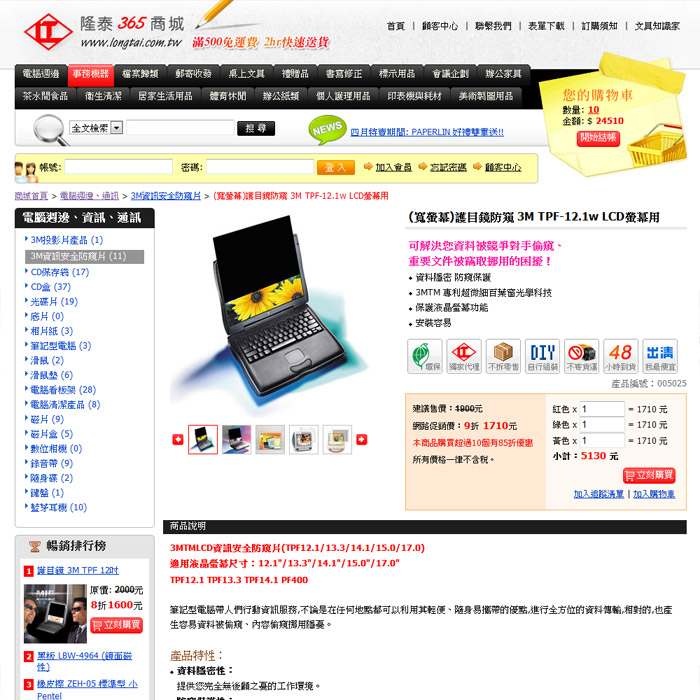 隆泰 365 商城
www.longtai.com.tw
滿500免運費 2hr快速送貨
首頁 | 顧客中心 | 聯繫我們 | 表單下載 | 訂購須知 | 文具知識家
電腦週邊 事務機器 檔案歸類 郵寄收發 桌上文具 禮贈品 書寫修正 標示用品 會議企劃 辦公家具
茶水間食品 衛生清潔 居家生活用品 體育休閒 辦公紙類 個人護理用品 印表機與耗材 美術製圖用品
您的購物車
數量: 10
金額: $ 24510
開始結帳
全文檢索 搜 尋
NEWS
四月特賣期間: PAPERLIN 好禮雙重送!!
帳號: 密碼: 登 入 加入會員 忘記密碼 顧客中心
商城首頁 > 電腦週邊、通訊 > 3M資訊安全防窺片 > (寬螢幕)護目鏡防窺 3M TPF-12.1w LCD螢幕用
電腦週邊、資訊、通訊
3M投影片產品 (1)
3M資訊安全防窺片 (11)
CD保存袋 (17)
CD盒 (37)
光碟片 (19)
底片 (0)
相片紙 (3)
筆記型電腦 (3)
滑鼠 (2)
滑鼠墊 (6)
電腦看板架 (28)
電腦清潔產品 (8)
磁片 (9)
磁片盒 (5)
數位相機 (0)
錄音帶 (9)
隨身碟 (2)
鍵盤 (1)
藍芽耳機 (10)
(寬螢幕)護目鏡防窺 3M TPF-12.1w LCD螢幕用
可解決您資料被競爭對手偷窺、
重要文件被竊取挪用的困擾！
資料隱密 防窺保護
3MTM 專利超微細百葉窗光學科技
保護液晶螢幕功能
安裝容易
環保 獨家代理 不拆零售 DIY 自行組裝 不寄貨運 48 小時到貨 出清 我最便宜
產品編號：005025
建議售價：1900元
網路促銷價：9折 1710元
本商品購買超過10個有85折優惠
所有價格一律不含稅。
紅色 x 1 = 1710 元
綠色 x 1 = 1710 元
黃色 x 1 = 1710 元
小計：5130 元
立刻購買
加入追蹤清單 | 加入購物車
商品說明
3MTMLCD資訊安全防窺片(TPF12.1/13.3/14.1/15.0/17.0)
適用液晶螢幕尺寸：12.1"/13.3"/14.1"/15.0"/17.0"
TPF12.1 TPF13.3 TPF14.1 PF400
筆記型電腦帶人們行動資訊服務,不論是在任何地點都可以利用其輕便、隨身易攜帶的優點,進行全方位的資料傳輸,相對的,也產
生容易資料被偷窺、內容偷窺挪用隱憂。
產品特性：
資料隱密性：
提供您完全無後顧之憂的工作環境。
暢銷排行榜
1 護目鏡 3M TPF 12吋
原價: 2000元
8折1600元
立刻購買
2 黑板 LBW-4964 (鏡面磁性)
3 橡皮擦 ZEH-05 標準型 小
Pentel